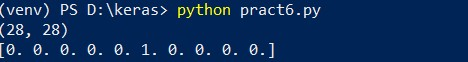 (venv) PS D:\keras> python pract6.py
(28, 28)
[0. 0. 0. 0. 0. 1. 0. 0. 0. 0.]